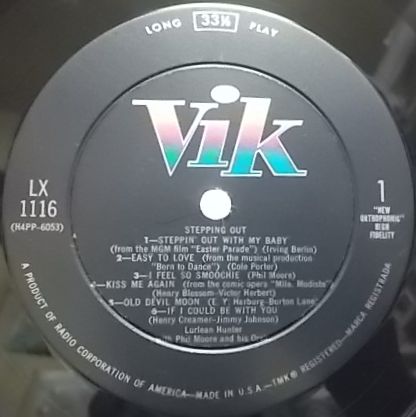 LONG 33⅓ PLAY
Vik
LX
1116
(H4PP-6053)
1
"NEW
ORTHOPHONIC"
HIGH
FIDELITY
STEPPING OUT
1—STEPPIN' OUT WITH MY BABY
(from the MGM film "Easter Parade") (Irving Berlin)
2—EASY TO LOVE (from the musical production
"Born to Dance") (Cole Porter)
3—I FEEL SO SMOOCHIE (Phil Moore)
4—KISS ME AGAIN (from the comic opera "Mlle. Modiste")
(Henry Blossom-Victor Herbert)
5—OLD DEVIL MOON (E. Y. Harburg-Burton Lane)
6—IF I COULD BE WITH YOU
(Henry Creamer-Jimmy Johnson)
Lurlean Hunter
with Phil Moore and his
A PRODUCT OF RADIO CORPORATION OF AMERICA—MADE IN U.S.A.—TMK ® REGISTERED—MARCA REGISTRADA